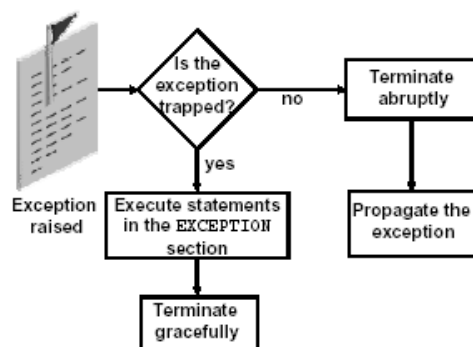 Is the
exception
trapped?
no
yes
Terminate
abruptly
Exception
raised
Execute statements
in the EXCEPTION
section
Propagate the
exception
Terminate
gracefully